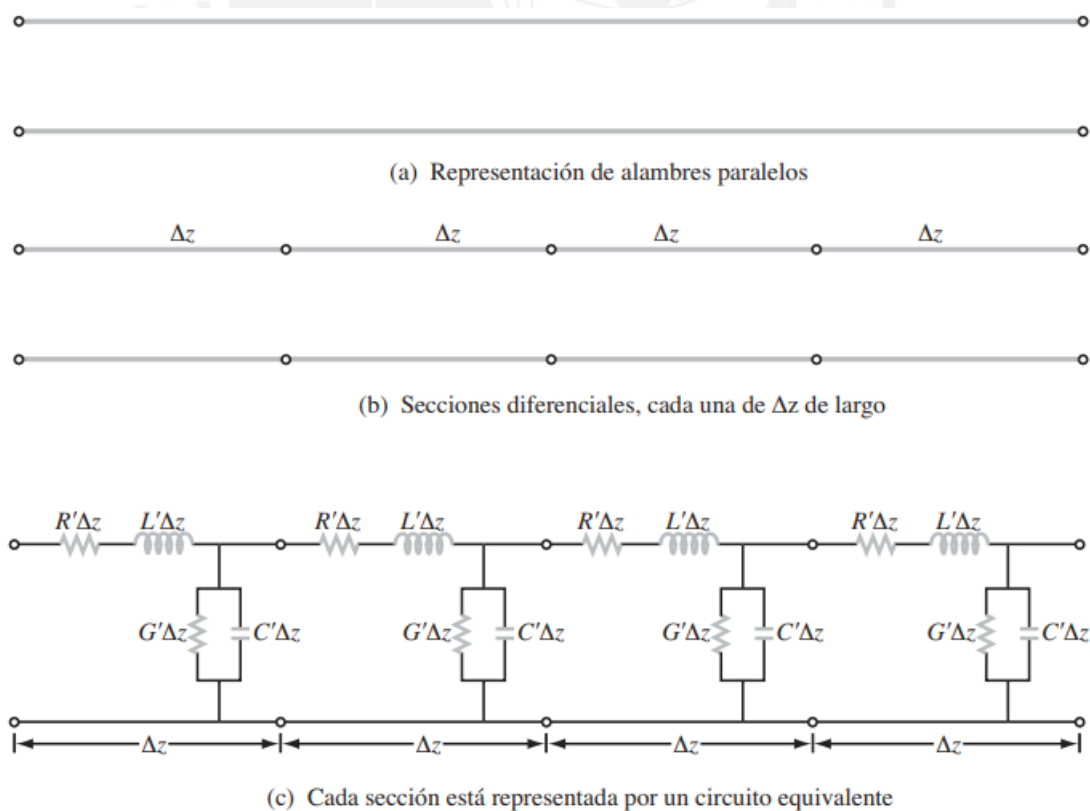 (a) Representación de alambres paralelos
Δz Δz Δz Δz
(b) Secciones diferenciales, cada una de Δz de largo
R'Δz L'Δz R'Δz L'Δz R'Δz L'Δz R'Δz L'Δz
G'Δz C'Δz G'Δz C'Δz G'Δz C'Δz G'Δz C'Δz
Δz Δz Δz Δz
(c) Cada sección está representada por un circuito equivalente